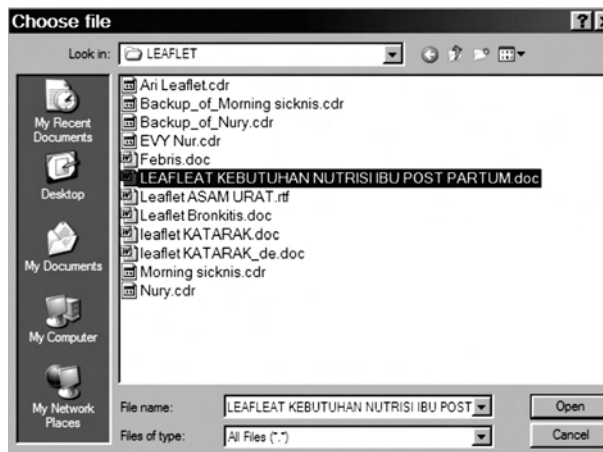 Choose file
Look in:
LEAFLET
My Recent
Documents
Desktop
My Documents
My Computer
My Network
Places
Ari Leaflet.cdr
Backup_of_Morning sicknis.cdr
Backup_of_Nury.cdr
EVY Nur.cdr
Febris.doc
LEAFLEAT KEBUTUHAN NUTRISI IBU POST PARTUM.doc
Leaflet ASAM URAT.rtf
Leaflet Bronkitis.doc
leaflet KATARAK.doc
leaflet KATARAK_de.doc
Morning sicknis.cdr
Nury.cdr
File name:
LEAFLEAT KEBUTUHAN NUTRISI IBU POST
Open
Files of type:
All Files (*.*)
Cancel